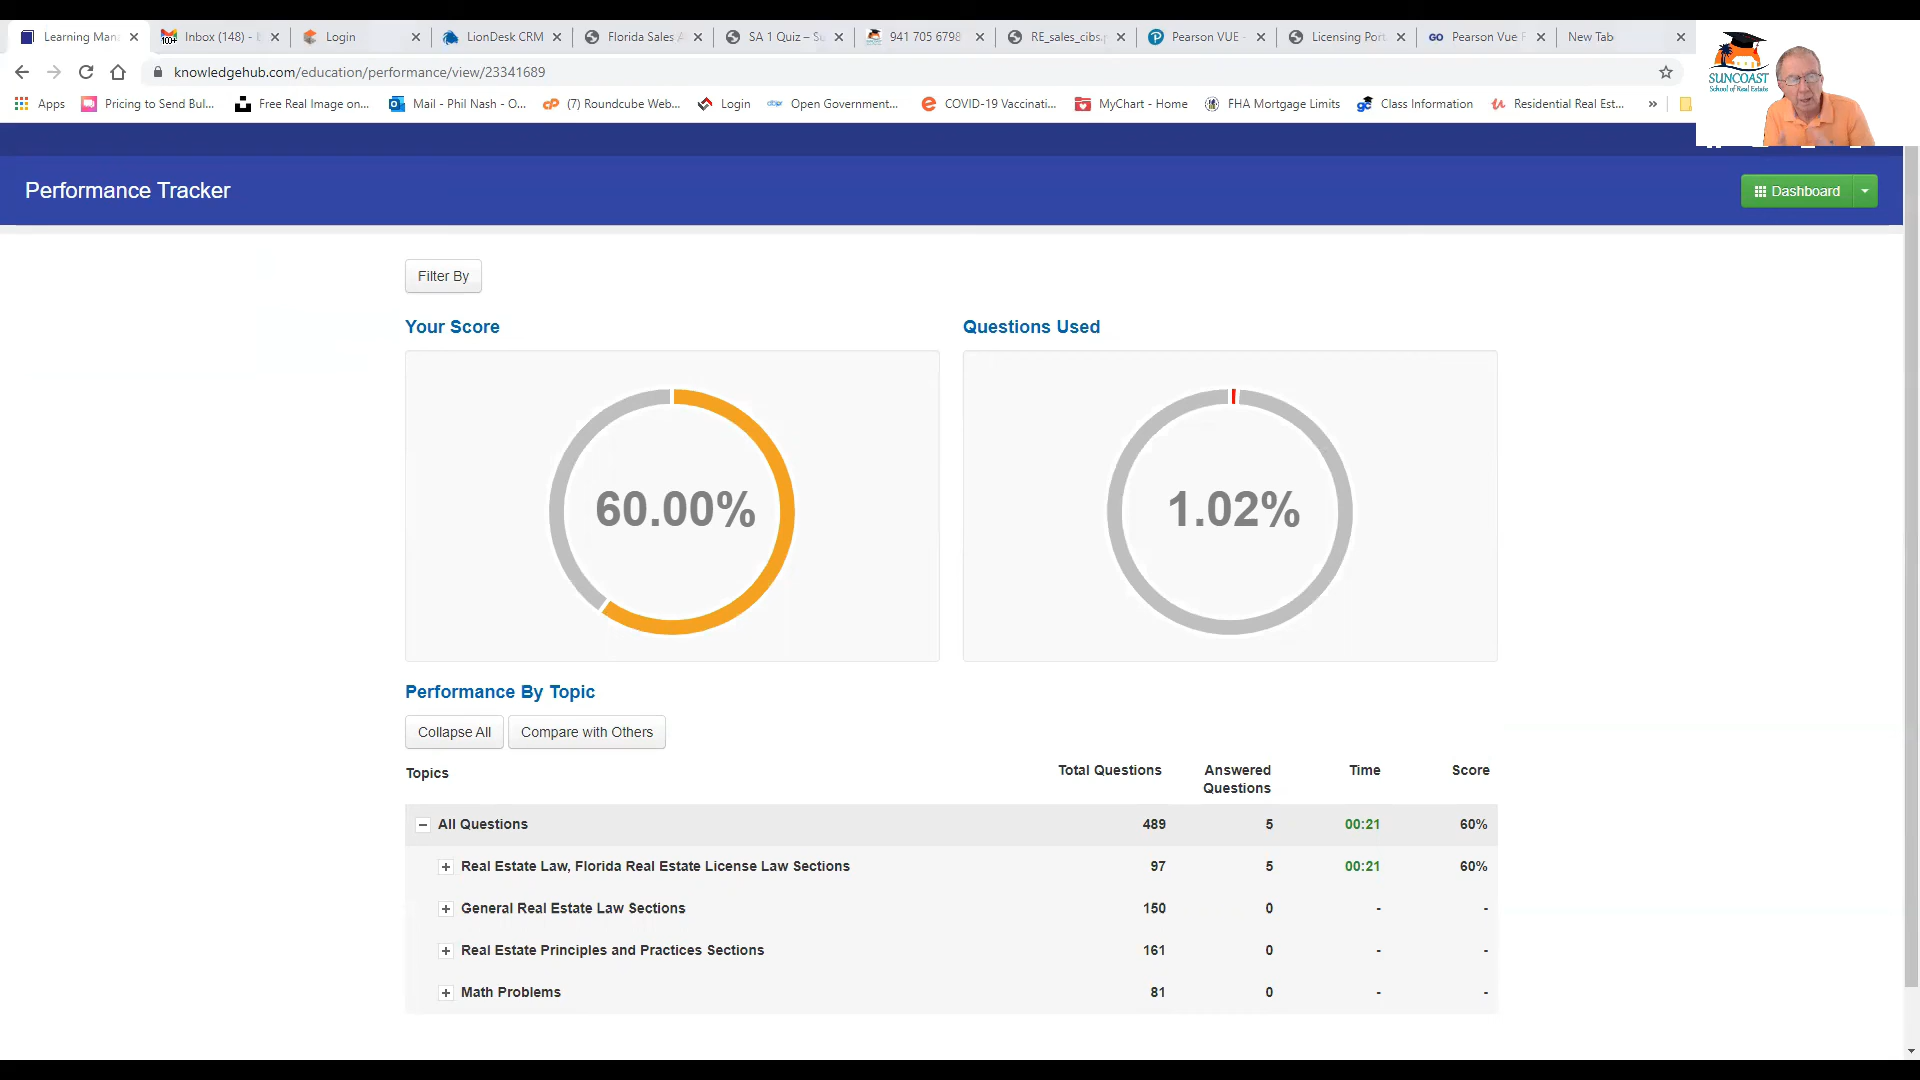 Learning Man
Inbox (148) -
Login
LionDesk CRM
Florida Sales
SA 1 Quiz – Su
941 705 6798
RE_sales_cibs.
Pearson VUE -
Licensing Port
GO
Pearson Vue F
New Tab
knowledgehub.com/education/performance/view/23341689
Apps
Pricing to Send Bul...
Free Real Image on...
Mail - Phil Nash - O...
(7) Roundcube Web...
Login
Open Government...
COVID-19 Vaccinati...
MyChart - Home
FHA Mortgage Limits
Class Information
Residential Real Est...
»
SUNCOAST
School of Real Estate
Performance Tracker
Dashboard
Filter By
Your Score
Questions Used
60.00%
1.02%
Performance By Topic
Collapse All
Compare with Others
Topics Total Questions Answered Questions Time Score
All Questions 489 5 00:21 60%
Real Estate Law, Florida Real Estate License Law Sections 97 5 00:21 60%
General Real Estate Law Sections 150 0 - -
Real Estate Principles and Practices Sections 161 0 - -
Math Problems 81 0 - -